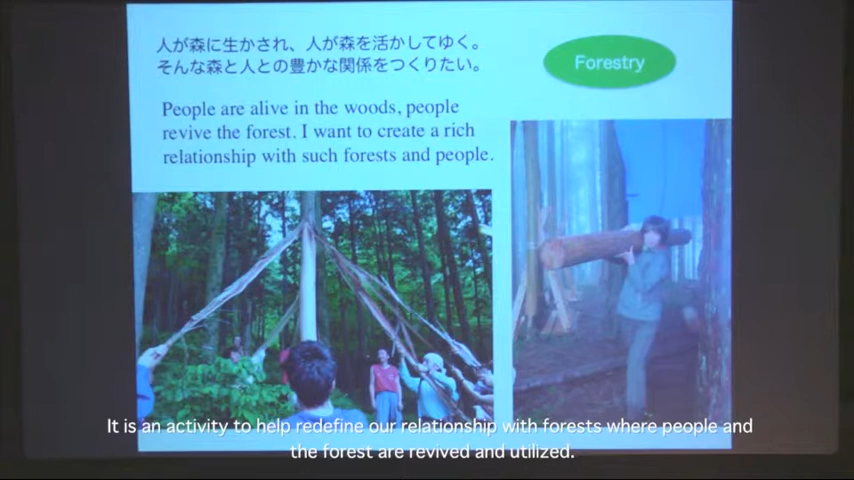 人が森に生かされ、人が森を活かしてゆく。
そんな森と人との豊かな関係をつくりたい。
Forestry
People are alive in the woods, people
revive the forest. I want to create a rich
relationship with such forests and people.
It is an activity to help redefine our relationship with forests where people and
the forest are revived and utilized.